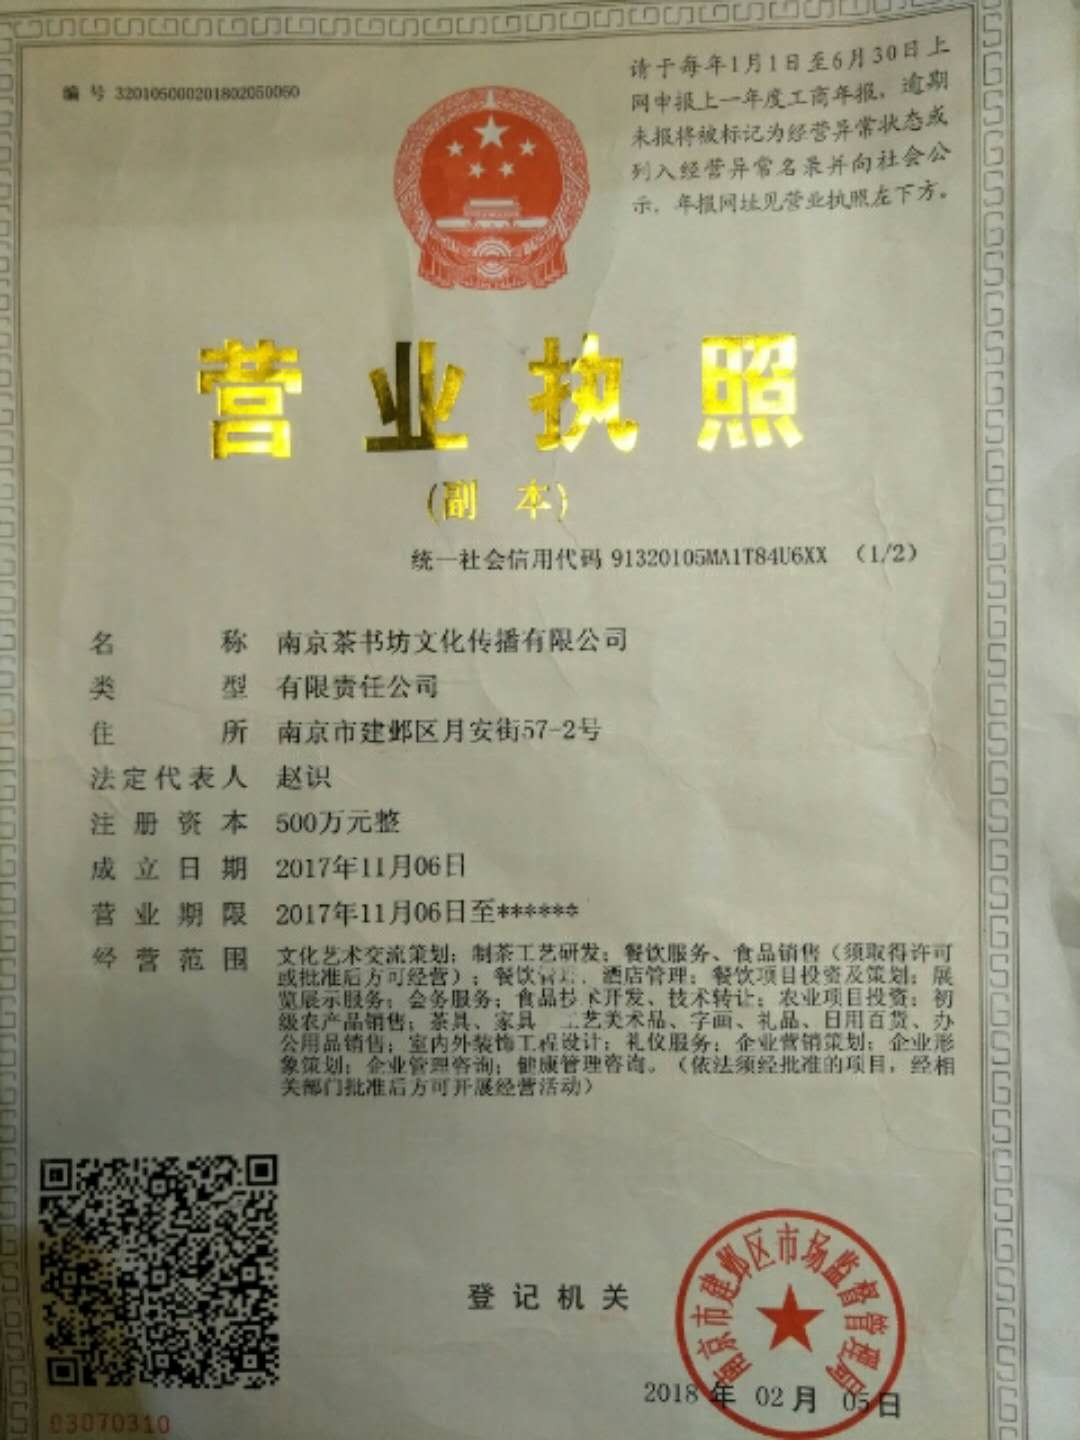 编 号 320106000201802050060
请于每年1月1日至6月30日上
网申报上一年度工商年报，逾期
未报将被标记为经营异常状态或
列入经营异常名录并向社会公
示，年报网址见营业执照左下方。
营业执照
(副 本)
统一社会信用代码 91320105MA1T84U6XX （1/2）
名 称 南京茶书坊文化传播有限公司
类 型 有限责任公司
住 所 南京市建邺区月安街57-2号
法定代表人 赵识
注册资本 500万元整
成立日期 2017年11月06日
营业期限 2017年11月06日至******
经营范围 文化艺术交流策划；制茶工艺研发；餐饮服务、食品销售（须取得许可
或批准后方可经营）；餐饮管理、酒店管理；餐饮项目投资及策划；展
览展示服务；会务服务；食品技术开发、技术转让；农业项目投资；初
级农产品销售；茶具、家具 工艺美术品、字画、礼品、日用百货、办
公用品销售；室内外装饰工程设计；礼仪服务；企业营销策划；企业形
象策划；企业管理咨询；健康管理咨询。（依法须经批准的项目，经相
关部门批准后方可开展经营活动）
登记机关
南京市建邺区市场监督管理局
2018 年 02 月 05 日
03070310